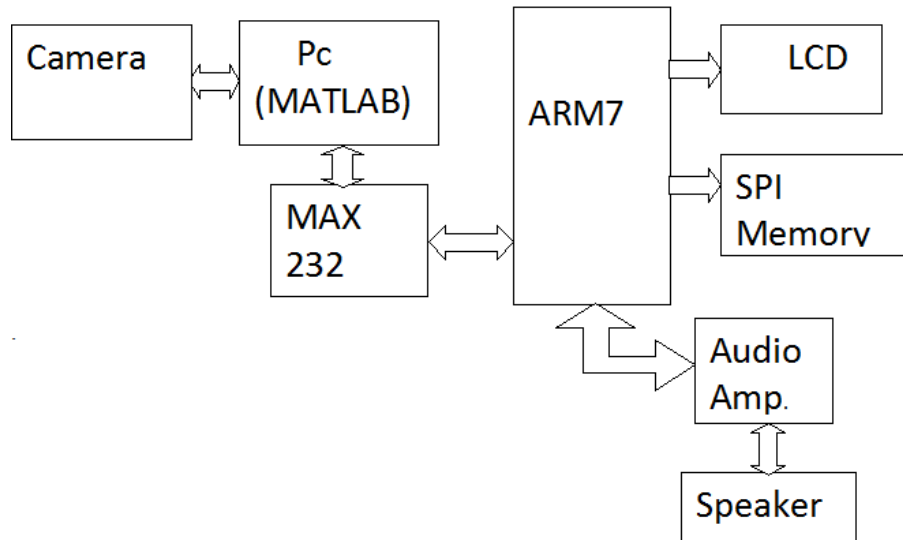 Camera
Pc
(MATLAB)
MAX
232
ARM7
LCD
SPI
Memory
Audio
Amp.
Speaker